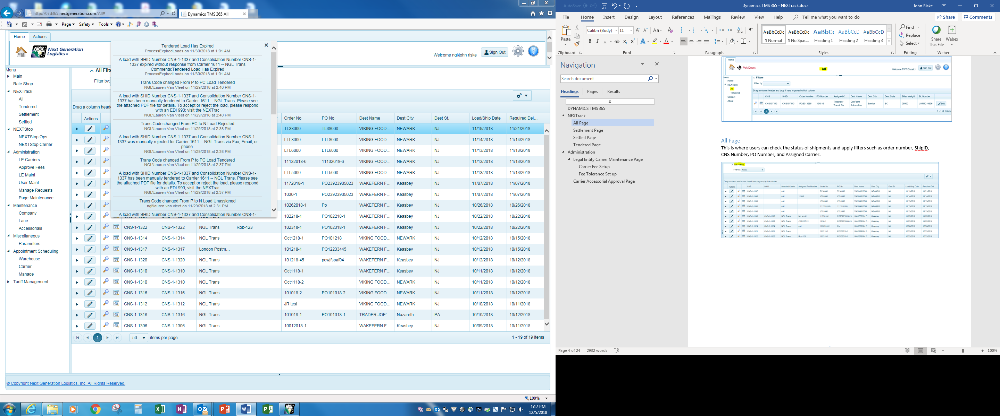 http://07d365.nextgeneration.com/All#
Dynamics TMS 365 All
Page
Safety
Tools
Home
Actions
NGL
Next Generation
Logistics®
Welcome ngl\john riske
Sign Out
Menu
Main
Rate Shop
NEXTrack
All
Tendered
Settlement
Settled
NEXTStop
NEXTStop Ops
NEXTStop Carrier
Administration
LE Carriers
Approve Fees
LE Maint
User Maint
Manage Requests
Page Maintenance
Maintenance
Company
Lane
Accessorials
Miscellaneous
Parameters
Appointment Scheduling
Warehouse
Carrier
Manage
Tariff Management
All Filte
Filter by:
Drag a column heade
Tendered Load Has Expired
ProcessExpiredLoads on 11/30/2018 at 1:01 AM
A load with SHID Number CNS-1-1337 and Consolidation Number CNS-1-
1337 expired without response from Carrier 1611 -- NGL Trans
Comments:Tendered Load Has Expired
ProcessExpiredLoads on 11/30/2018 at 1:01 AM
Trans Code changed From P to PC Load Tendered
NGL\Lauren Van Vleet on 11/29/2018 at 2:40 PM
A load with SHID Number CNS-1-1337 and Consolidation Number CNS-1-
1337 has been manually tendered to Carrier 1611 -- NGL Trans. Please see
the attached PDF file for details. To accept or reject the load, please respond
with an EDI 990; visit the NEXTrac
NGL\Lauren Van Vleet on 11/29/2018 at 2:40 PM
Trans Code changed From PC to N Load Rejected
NGL\Lauren Van Vleet on 11/29/2018 at 2:38 PM
A load with SHID Number CNS-1-1337 and Consolidation Number CNS-1-
1337 was manually rejected for Carrier 1611 -- NGL Trans via Fax, Email, or
phone.
NGL\Lauren Van Vleet on 11/29/2018 at 2:38 PM
Trans Code changed From P to PC Load Tendered
NGL\Lauren Van Vleet on 11/29/2018 at 2:37 PM
A load with SHID Number CNS-1-1337 and Consolidation Number CNS-1-
1337 has been manually tendered to Carrier 1611 -- NGL Trans. Please see
the attached PDF file for details. To accept or reject the load, please respond
with an EDI 990; visit the NEXTrac
NGL\Lauren Van Vleet on 11/29/2018 at 2:37 PM
Trans Code changed From P to N Load Unassigned
ngl\lauren van vleet on 11/29/2018 at 2:31 PM
A load with SHID Number CNS-1-1337 and Consolidation Number CNS-1-
Actions Order No PO No Dest Name Dest City Dest St. Load/Ship Date Required Del...
TL38000 TL38000 VIKING FOOD... NEWARK NJ 11/19/2018 11/21/2018
LTL8000 LTL8000 VIKING FOOD... NEWARK NJ 11/14/2018 11/14/2018
LTL6000 LTL6000 VIKING FOOD... NEWARK NJ 11/13/2018 11/13/2018
11132018-6 11132018-6 VIKING FOOD... NEWARK NJ 11/13/2018 11/13/2018
LTL5000 LTL5000 VIKING FOOD... NEWARK NJ 11/13/2018 11/13/2018
1172018-1 PO23923905023 WAKEFERN F... Keasbey NJ 11/07/2018 11/07/2018
1030-1 PO23923905023 WAKEFERN F... Keasbey NJ 11/07/2018 11/07/2018
10262018-1 Po WAKEFERN F... Keasbey NJ 10/26/2018 10/26/2018
102218-1 PO102218-1 WAKEFERN F... Keasbey NJ 10/22/2018 10/22/2018
CNS-1-1322 CNS-1-1322 NGL Trans Rob-123 102318-1 PO102318-1 WAKEFERN F... Keasbey NJ 10/22/2018 10/22/2018
CNS-1-1314 CNS-1-1314 NGL Trans Oct1218-1 PO101218 VIKING FOOD... NEWARK NJ 10/12/2018 10/15/2018
CNS-1-1317 CNS-1-1317 London Postm... 101218-1 PO12233445 WAKEFERN F... Keasbey NJ 10/12/2018 10/15/2018
CNS-1-1320 CNS-1-1320 NGL Trans 101218-45 powjfspaf04 WAKEFERN F... Keasbey NJ 10/12/2018 10/12/2018
CNS-1-1310 CNS-1-1310 NGL Trans Oct1118-1 WAKEFERN F... Keasbey NJ 10/11/2018 10/12/2018
CNS-1-1310 CNS-1-1310 NGL Trans Oct1118-2 VIKING FOOD... NEWARK NJ 10/11/2018 10/12/2018
CNS-1-1316 CNS-1-1316 NGL Trans 101018-2 PO101018-2 VIKING FOOD... NEWARK NJ 10/11/2018 10/12/2018
CNS-1-1312 CNS-1-1312 NGL Trans JR test VIKING FOOD... NEWARK NJ 10/10/2018 10/11/2018
CNS-1-1316 CNS-1-1316 NGL Trans 101018-1 PO101018-1 TRADER JOE'... Nazareth PA 10/10/2018 10/12/2018
CNS-1-1306 CNS-1-1306 NGL Trans 10012018-1 WAKEFERN F... Keasbey NJ 10/09/2018 10/11/2018
1 50 items per page 1 - 19 of 19 items
© Copyright Next Generation Logistics, Inc. All Rights Reserved.
100%
1:17 PM
12/5/2018
AutoSave Off
Dynamics TMS 365 - NEXTrack.docx
John Riske
File Home Insert Design Layout References Mailings Review View Help Tell me what you want to do Share Comments
Paste
Clipboard
Calibri (Body) 11
Font
Paragraph
AaBbCcDc AaBbCcDc AaBbC( AaBbCcE AaBbCcD
¶ Normal ¶ No Spac... Heading 1 Heading 2 Heading 3
Styles
Find
Replace
Select
Editing
Share
This File
Webex
Webex
Navigation
Search document
Headings Pages Results
DYNAMICS TMS 365
NEXTrack
All Page
Settlement Page
Settled Page
Tendered Page
Administration
Legal Entity Carrier Maintenance Page
Carrier Fee Setup
Fee Tolerance Set up
Carrier Accessorial Approval Page
Home
PolyQuest
All
Welcome TWT Dispatch
Sign Out
Menu
Home
NEXTrack
All
Tendered
Contact
About
Filters
Filter by
Drag a column header and drop it here to group by that column
CNS SHID Order Number PO Number Assigned C... Dest Name Dest City Dest State Billed Weight BL Number
CNS107143 CNS107143 PQS013265 304816 Tidewater Transit Co. ConForm Automotive Sumter SC 25000 JWR1219336 Edit
1 - 1 of 1 items
All Page
This is where users can check the status of shipments and apply filters such as order number, ShipID,
CNS Number, PO Number, and Assigned Carrier.
All Filters
Filter by None
Drag a column header and drop it here to group by that column
Actions CNS SHID Selected Carrier Assigned Pro Number Order No PO No Dest Name Dest City Dest St. Load/Ship Date Required Del...
Page 4 of 24 2932 words
100%